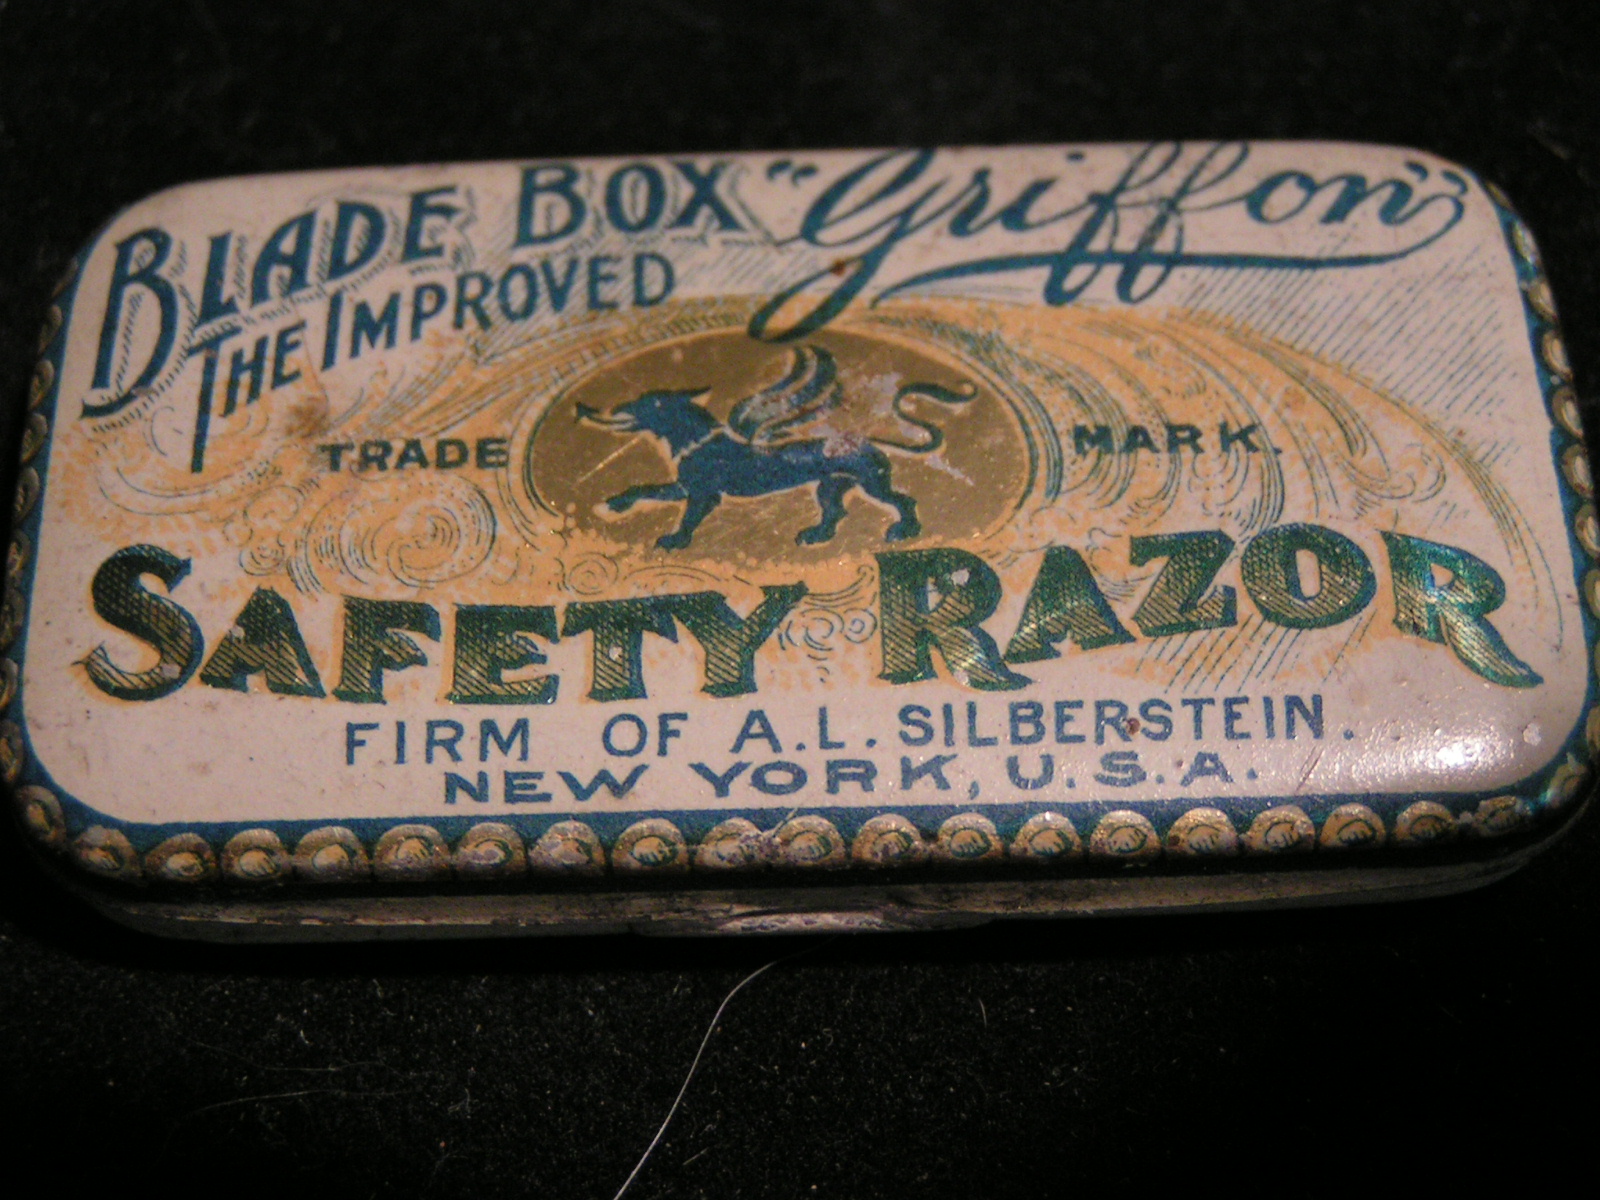 BLADE BOX "Griffon"
THE IMPROVED
TRADE MARK.
SAFETY RAZOR
FIRM OF A.L. SILBERSTEIN.
NEW YORK, U.S.A.